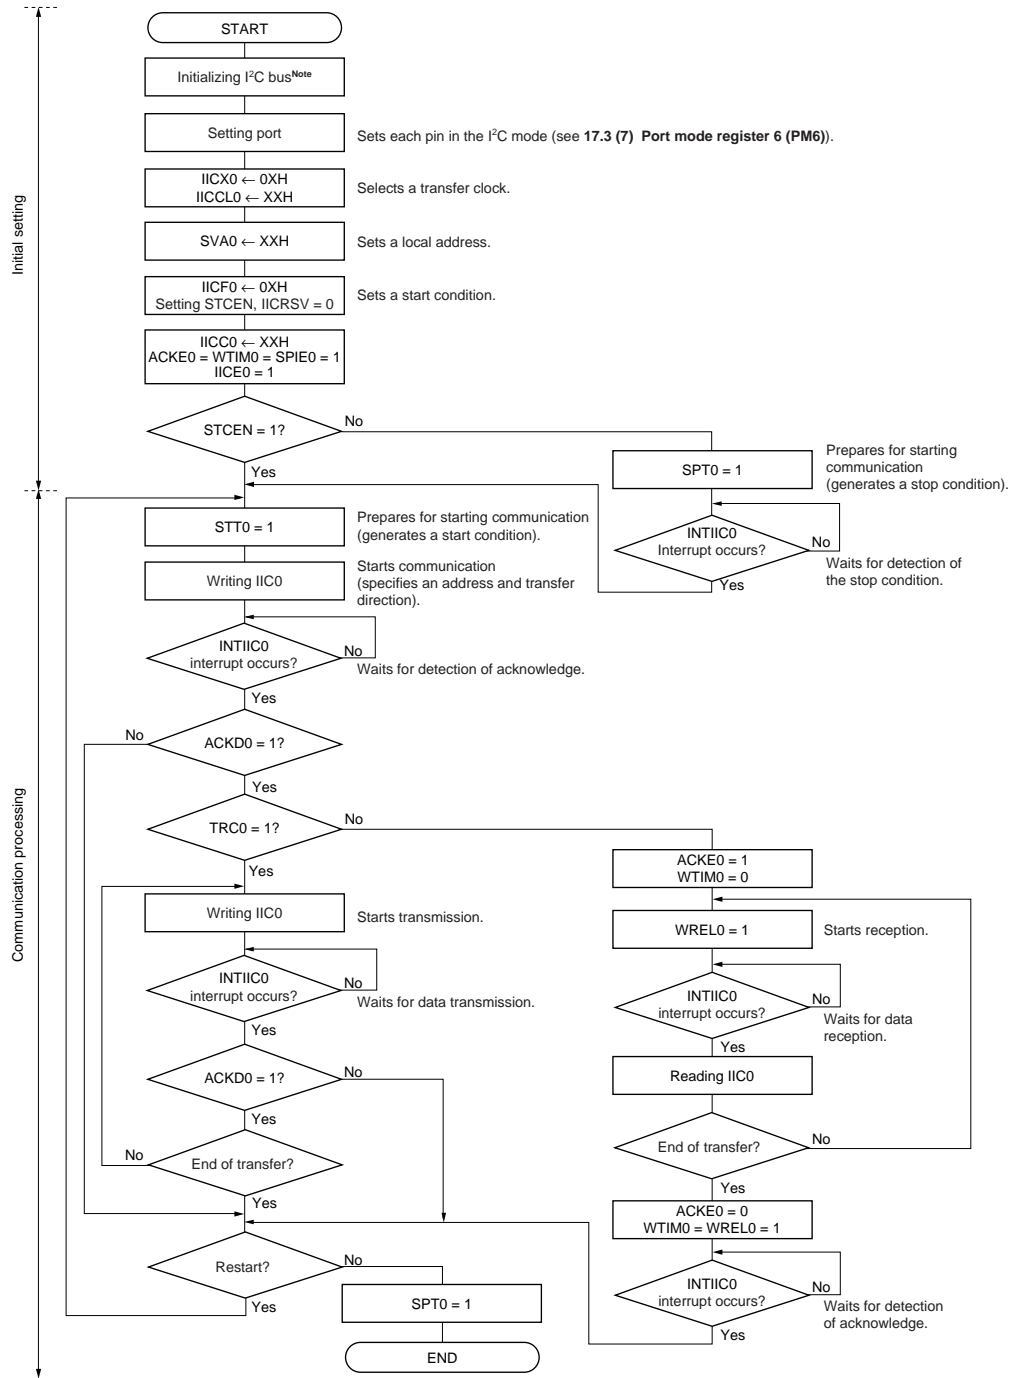 START
Initializing I²C busNote
Setting port
Sets each pin in the I²C mode (see 17.3 (7) Port mode register 6 (PM6)).
IICX0 ← 0XH
IICCL0 ← XXH
Selects a transfer clock.
Initial setting
SVA0 ← XXH
Sets a local address.
IICF0 ← 0XH
Setting STCEN, IICRSV = 0
Sets a start condition.
IICC0 ← XXH
ACKE0 = WTIM0 = SPIE0 = 1
IICE0 = 1
STCEN = 1?
No
Yes
SPT0 = 1
Prepares for starting
communication
(generates a stop condition).
INTIIC0
Interrupt occurs?
No
Waits for detection of
the stop condition.
Yes
STT0 = 1
Prepares for starting communication
(generates a start condition).
Writing IIC0
Starts communication
(specifies an address and transfer
direction).
INTIIC0
interrupt occurs?
No
Waits for detection of acknowledge.
Yes
ACKD0 = 1?
No
Yes
Communication processing
TRC0 = 1?
No
Yes
ACKE0 = 1
WTIM0 = 0
Writing IIC0
Starts transmission.
WREL0 = 1
Starts reception.
INTIIC0
interrupt occurs?
No
Waits for data transmission.
Yes
INTIIC0
interrupt occurs?
No
Waits for data
reception.
Yes
ACKD0 = 1?
No
Yes
Reading IIC0
End of transfer?
No
Yes
End of transfer?
No
Yes
ACKE0 = 0
WTIM0 = WREL0 = 1
Restart?
No
Yes
INTIIC0
interrupt occurs?
No
Waits for detection
of acknowledge.
Yes
SPT0 = 1
END